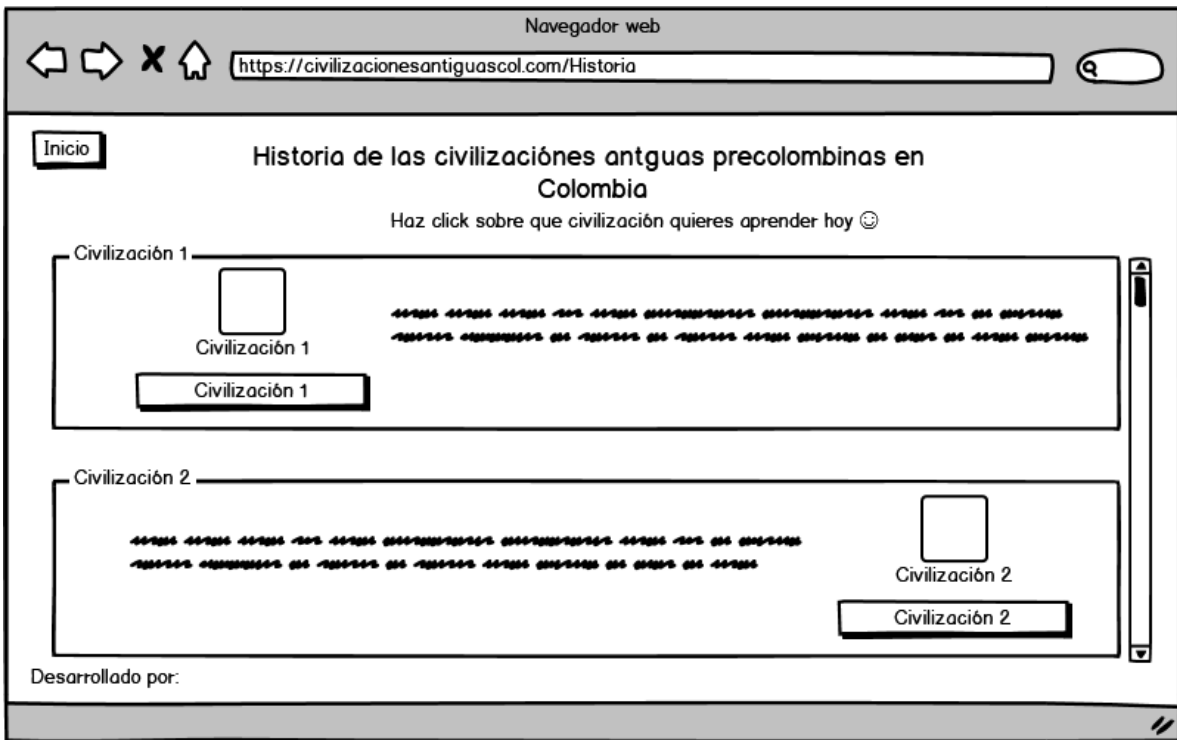 Navegador web
https://civilizacionesantiguascol.com/Historia
Inicio
Historia de las civilizaciónes antguas precolombinas en
Colombia
Haz click sobre que civilización quieres aprender hoy ☺
Civilización 1
Civilización 1
Civilización 1
Civilización 2
Civilización 2
Civilización 2
Desarrollado por: